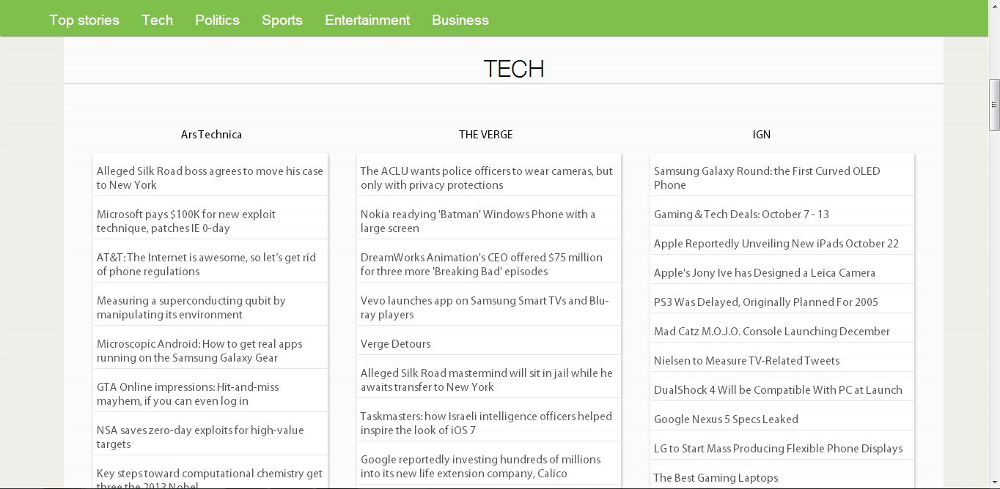 Top stories Tech Politics Sports Entertainment Business
TECH
Ars Technica
Alleged Silk Road boss agrees to move his case
to New York
Microsoft pays $100K for new exploit
technique, patches IE 0-day
AT&T: The Internet is awesome, so let’s get rid
of phone regulations
Measuring a superconducting qubit by
manipulating its environment
Microscopic Android: How to get real apps
running on the Samsung Galaxy Gear
GTA Online impressions: Hit-and-miss
mayhem, if you can even log in
NSA saves zero-day exploits for high-value
targets
Key steps toward computational chemistry get
three the 2013 Nobel
THE VERGE
The ACLU wants police officers to wear cameras, but
only with privacy protections
Nokia readying 'Batman' Windows Phone with a
large screen
DreamWorks Animation's CEO offered $75 million
for three more 'Breaking Bad' episodes
Vevo launches app on Samsung Smart TVs and Blu-
ray players
Verge Detours
Alleged Silk Road mastermind will sit in jail while he
awaits transfer to New York
Taskmasters: how Israeli intelligence officers helped
inspire the look of iOS 7
Google reportedly investing hundreds of millions
into its new life extension company, Calico
IGN
Samsung Galaxy Round: the First Curved OLED
Phone
Gaming & Tech Deals: October 7 - 13
Apple Reportedly Unveiling New iPads October 22
Apple's Jony Ive has Designed a Leica Camera
PS3 Was Delayed, Originally Planned For 2005
Mad Catz M.O.J.O. Console Launching December
Nielsen to Measure TV-Related Tweets
DualShock 4 Will be Compatible With PC at Launch
Google Nexus 5 Specs Leaked
LG to Start Mass Producing Flexible Phone Displays
The Best Gaming Laptops